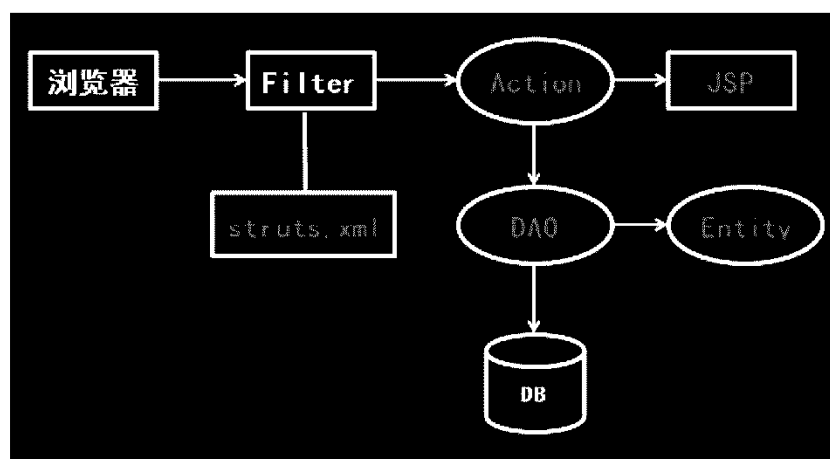 浏览器
Filter
Action
JSP
struts.xml
DAO
Entity
DB